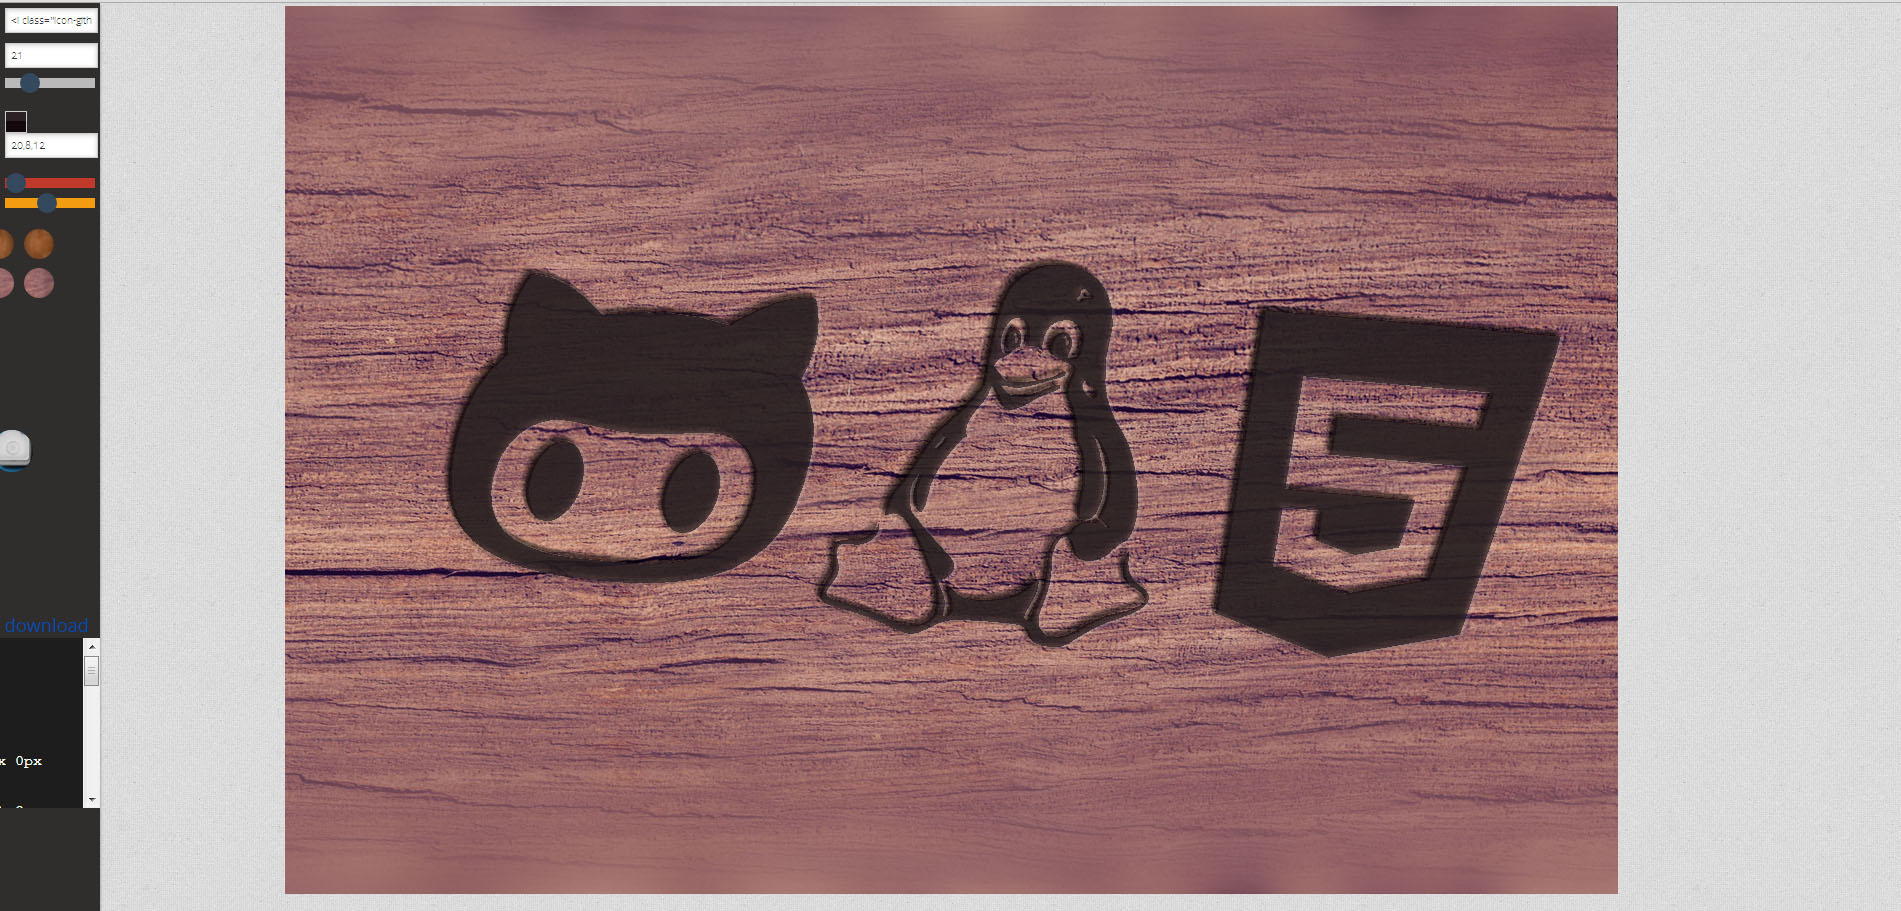 <i class="icon-gith
21
20,8,12
download
x 0px